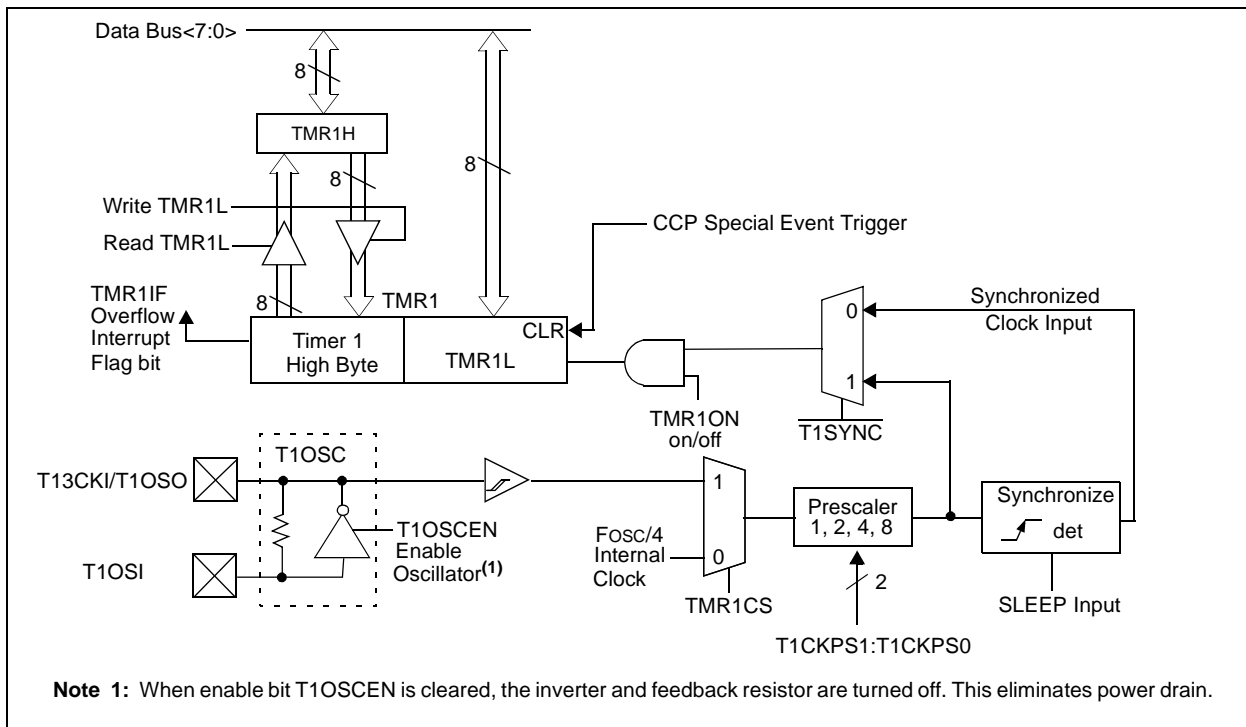 Data Bus<7:0>
8
TMR1H
8
8
Write TMR1L
CCP Special Event Trigger
Read TMR1L
8
TMR1
TMR1IF
Overflow
Interrupt
Flag bit
Timer 1
High Byte
CLR
TMR1L
0
1
Synchronized
Clock Input
TMR1ON
on/off
T1SYNC
T1OSC
T13CKI/T1OSO
T1OSI
T1OSCEN
Enable
Oscillator(1)
FOSC/4
Internal
Clock
1
0
TMR1CS
Prescaler
1, 2, 4, 8
2
T1CKPS1:T1CKPS0
Synchronize
det
SLEEP Input
Note 1: When enable bit T1OSCEN is cleared, the inverter and feedback resistor are turned off. This eliminates power drain.